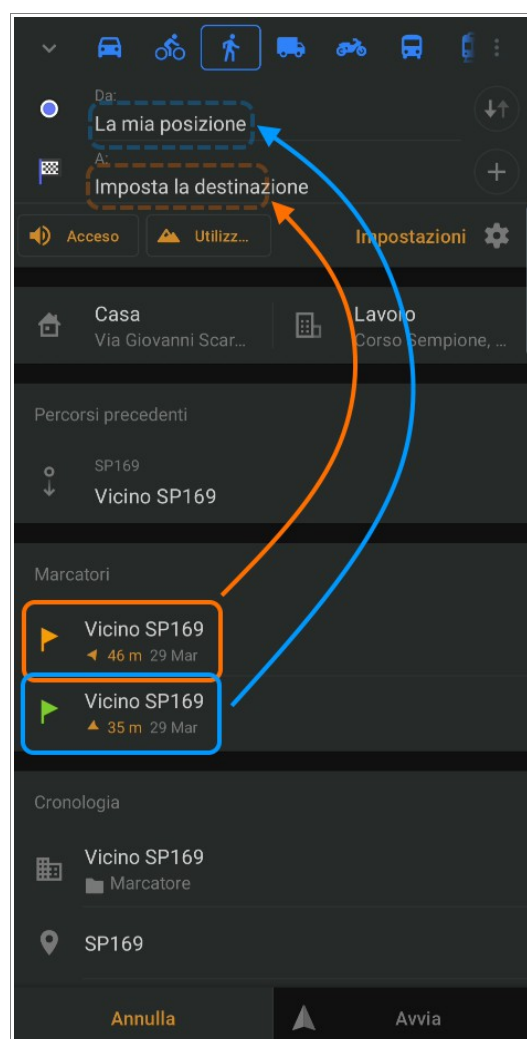 Da:
La mia posizione
A:
Imposta la destinazione
Acceso
Utilizz...
Impostazioni
Casa
Via Giovanni Scar...
Lavoro
Corso Sempione, ...
Percorsi precedenti
SP169
Vicino SP169
Marcatori
Vicino SP169
46 m 29 Mar
Vicino SP169
35 m 29 Mar
Cronologia
Vicino SP169
Marcatore
SP169
Annulla
Avvia